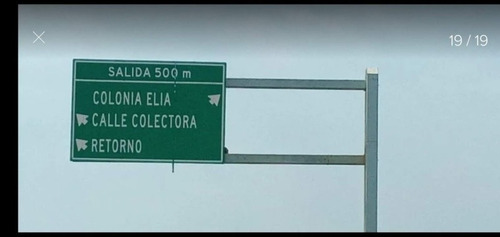 19 / 19
SALIDA 500 m
COLONIA ELIA
CALLE COLECTORA
RETORNO